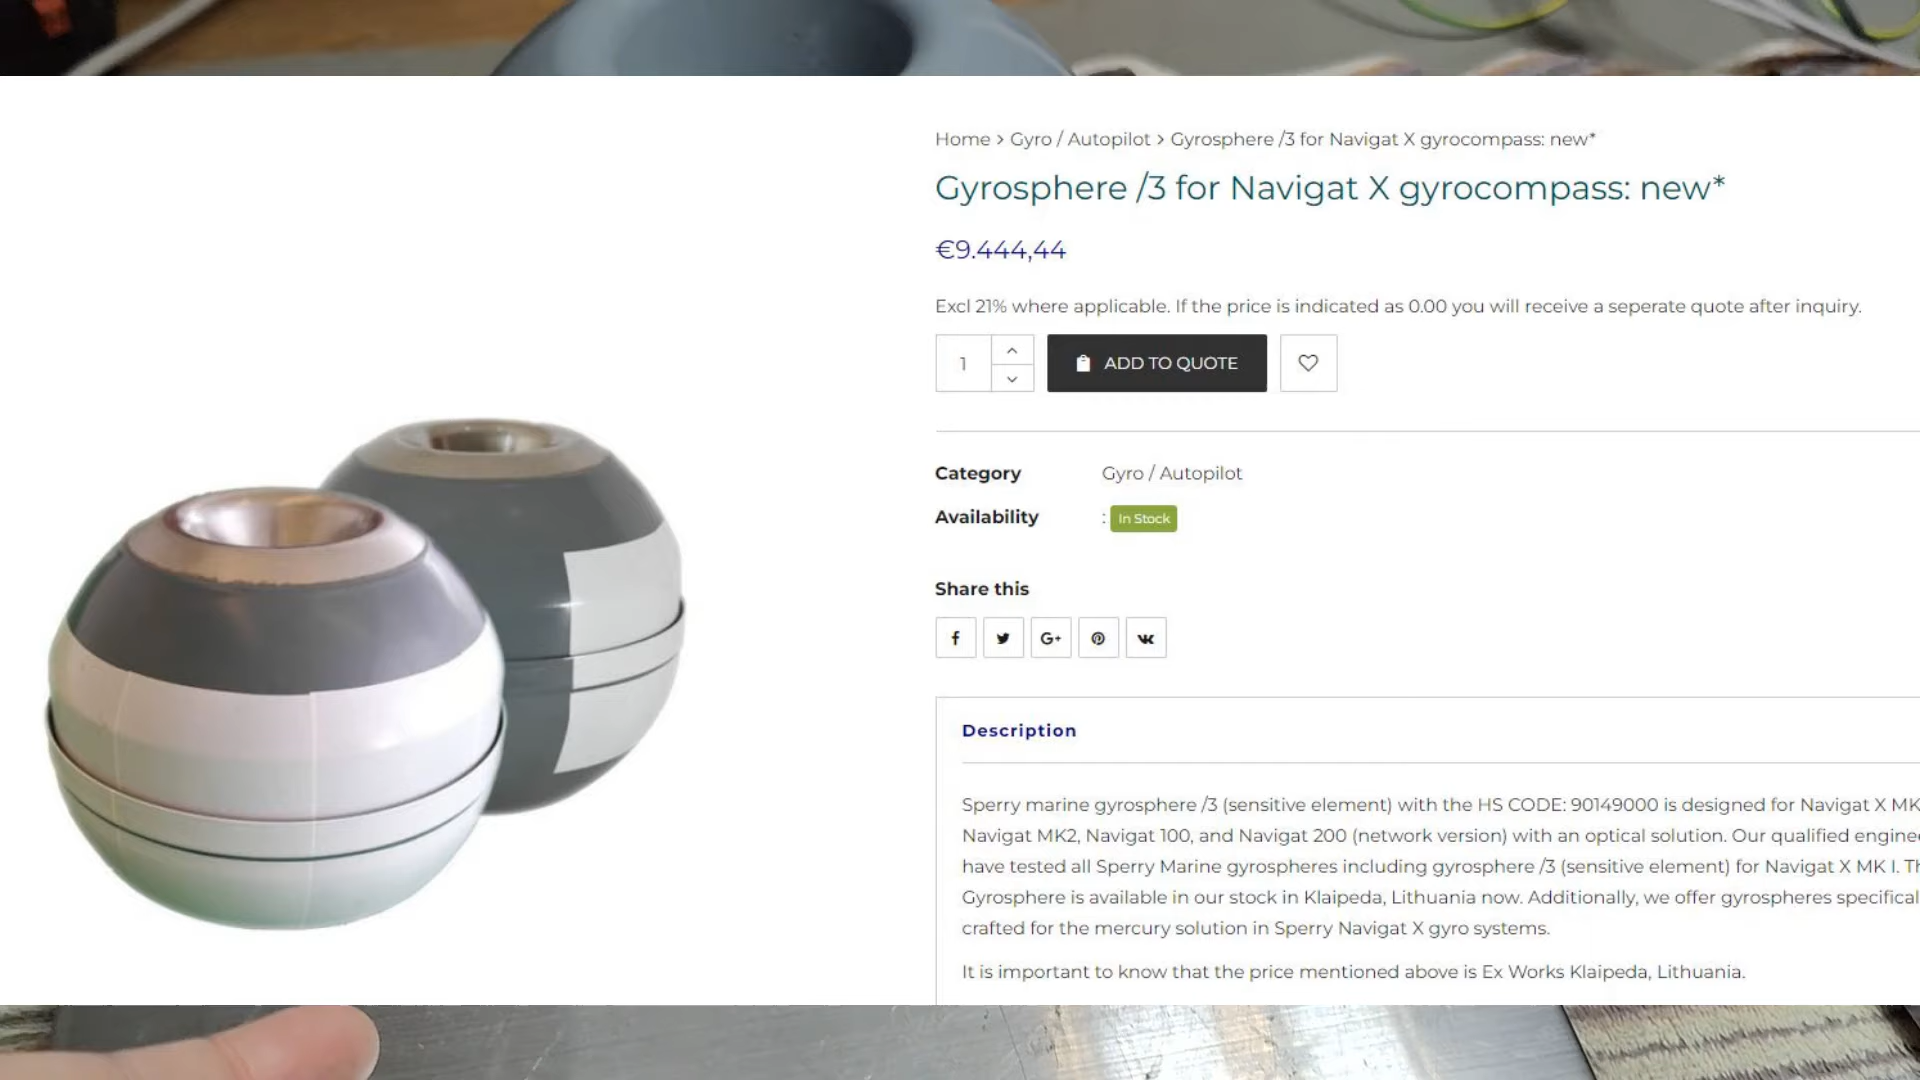 Home > Gyro / Autopilot > Gyrosphere /3 for Navigat X gyrocompass: new*
Gyrosphere /3 for Navigat X gyrocompass: new*
€9.444,44
Excl 21% where applicable. If the price is indicated as 0.00 you will receive a seperate quote after inquiry.
1
ADD TO QUOTE
Category Gyro / Autopilot
Availability : In Stock
Share this
f G+
Description
Sperry marine gyrosphere /3 (sensitive element) with the HS CODE: 90149000 is designed for Navigat X MK
Navigat MK2, Navigat 100, and Navigat 200 (network version) with an optical solution. Our qualified
have tested all Sperry Marine gyrospheres including gyrosphere /3 (sensitive element) for Navigat X MK I.
Gyrosphere is available in our stock in Klaipeda, Lithuania now. Additionally, we offer gyrospheres
crafted for the mercury solution in Sperry Navigat X gyro systems.
It is important to know that the price mentioned above is Ex Works Klaipeda, Lithuania.